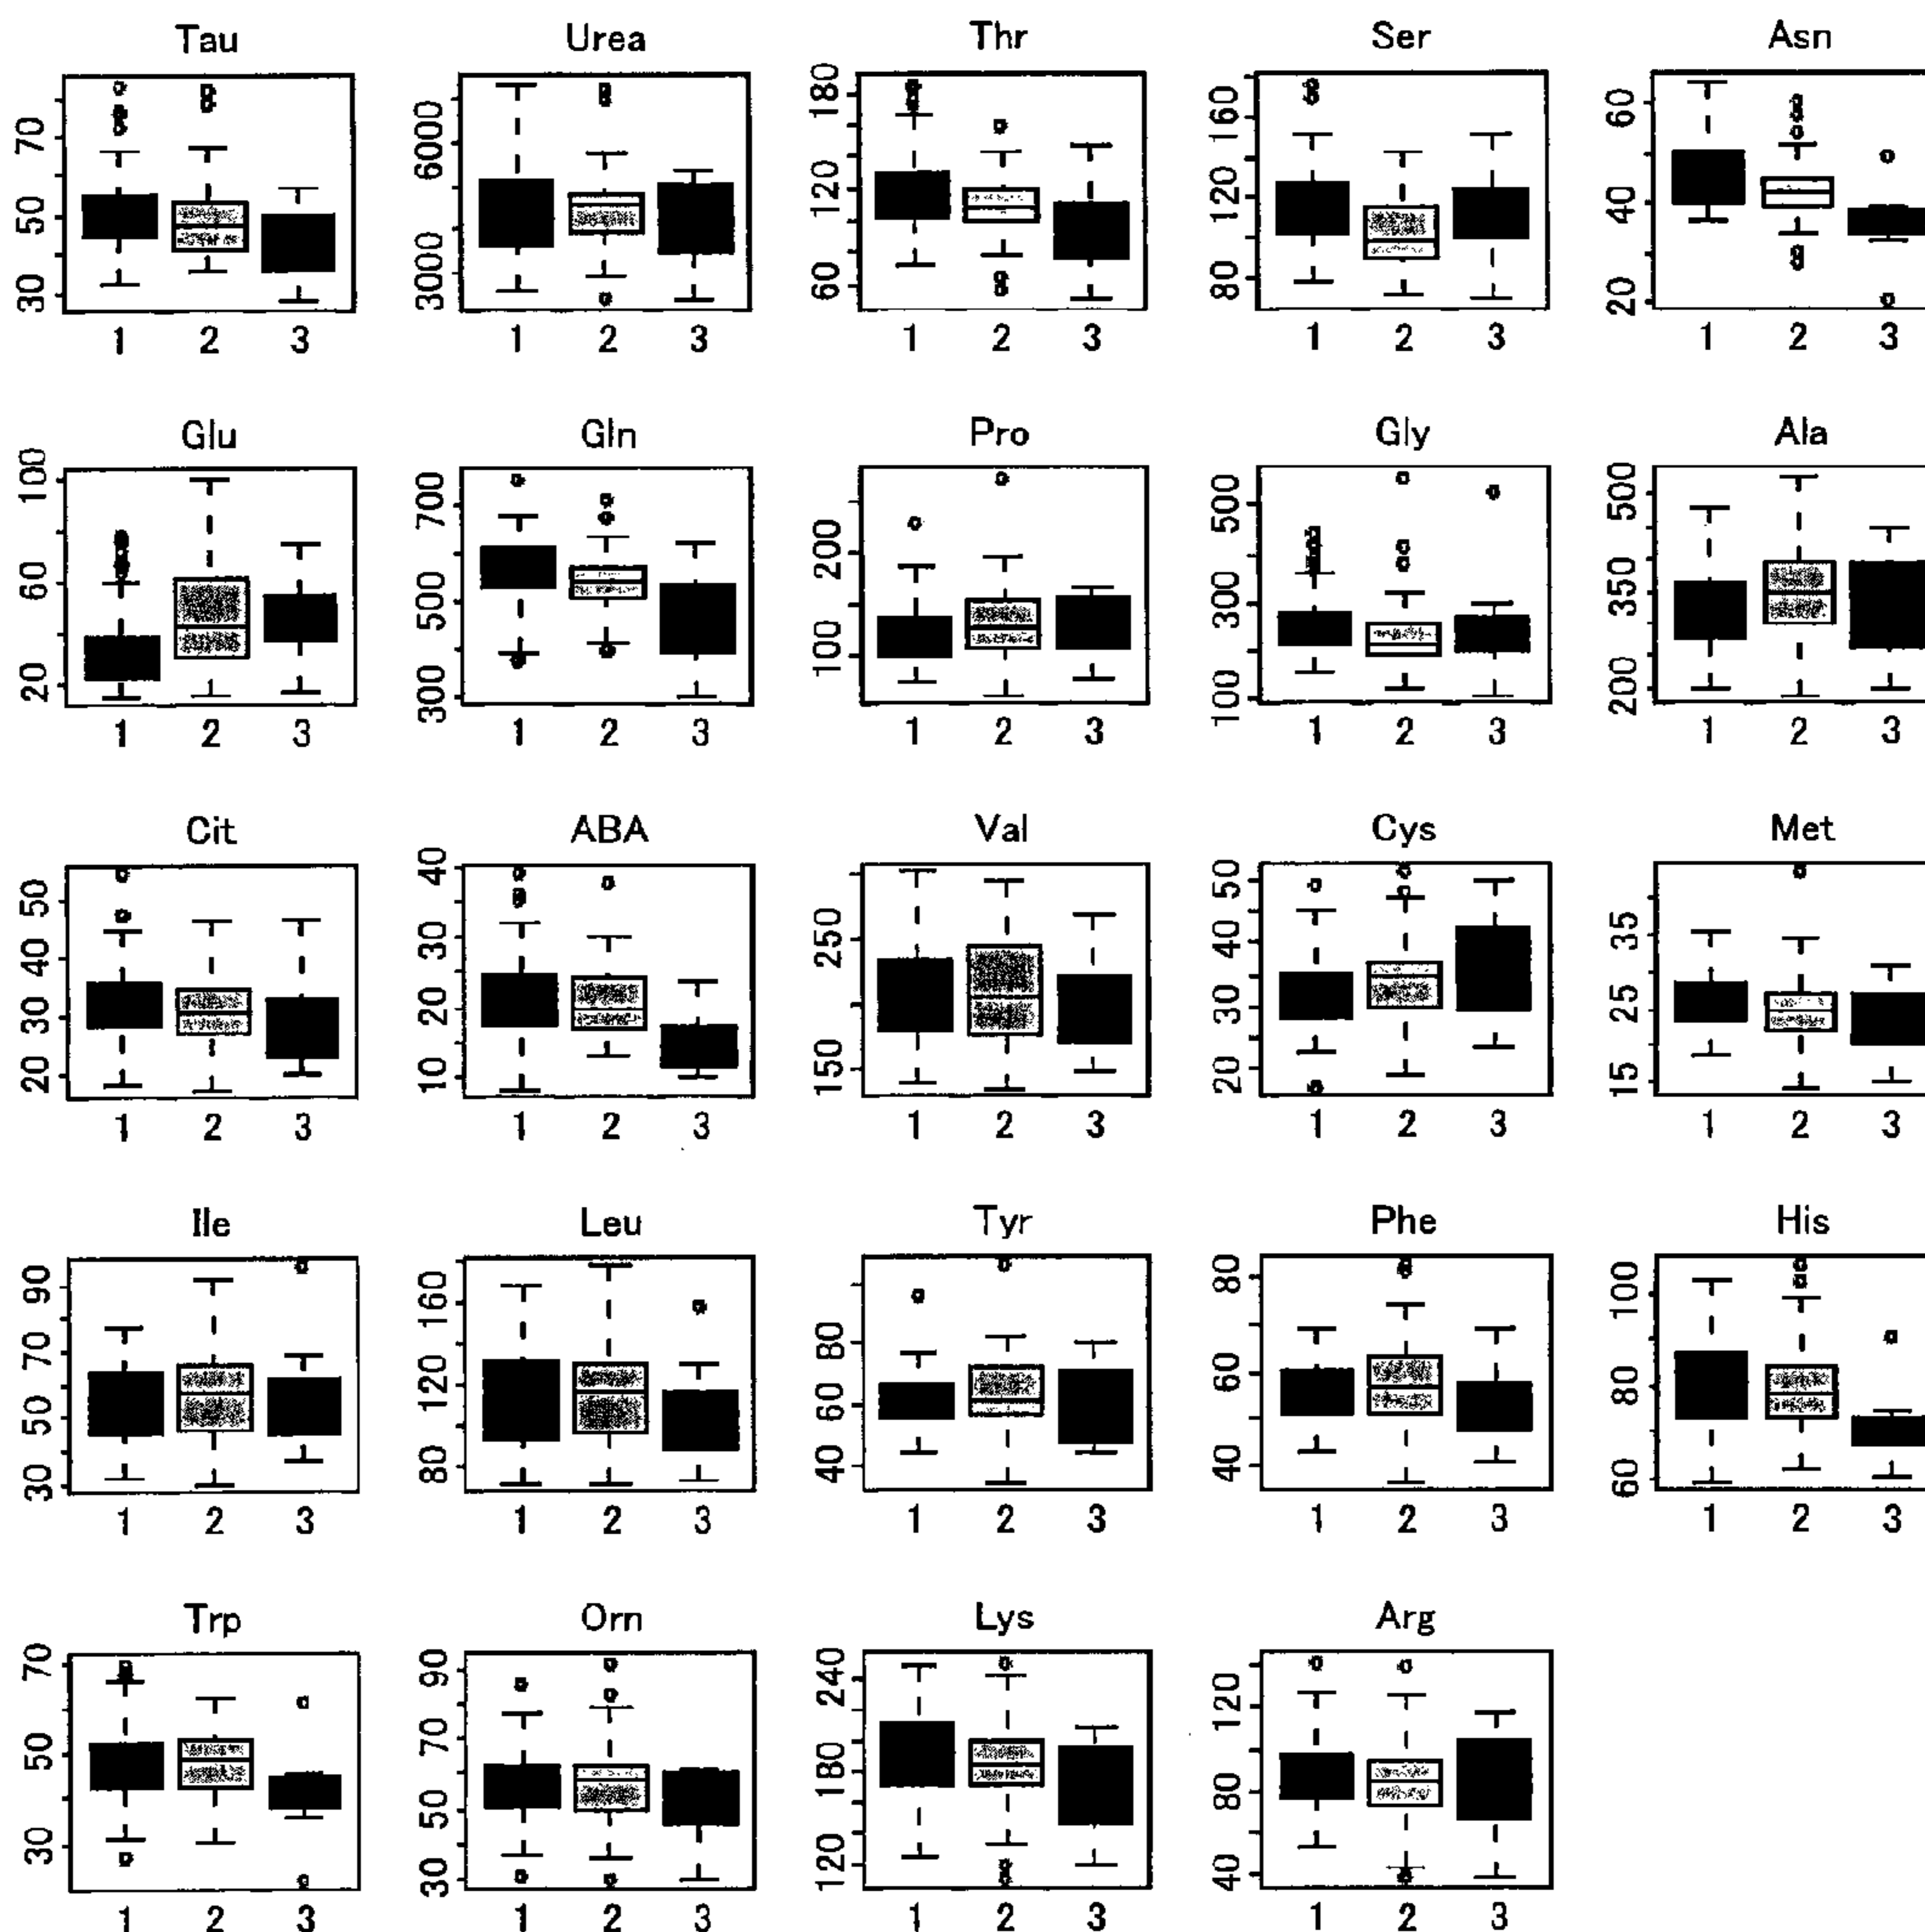 Tau Urea Thr Ser Asn
70 50 30 6000 3000 180 120 60 160 120 80 60 40 20
1 2 3 1 2 3 1 2 3 1 2 3 1 2 3
Glu Gln Pro Gly Ala
100 60 20 700 500 300 200 100 500 300 100 500 350 200
1 2 3 1 2 3 1 2 3 1 2 3 1 2 3
Cit ABA Val Cys Met
50 40 30 20 40 30 20 10 250 150 50 40 30 20 35 25 15
1 2 3 1 2 3 1 2 3 1 2 3 1 2 3
Ile Leu Tyr Phe His
90 70 50 30 160 120 80 80 60 40 80 60 40 100 80 60
1 2 3 1 2 3 1 2 3 1 2 3 1 2 3
Trp Orn Lys Arg
70 50 30 90 70 50 30 240 180 120 120 80 40
1 2 3 1 2 3 1 2 3 1 2 3